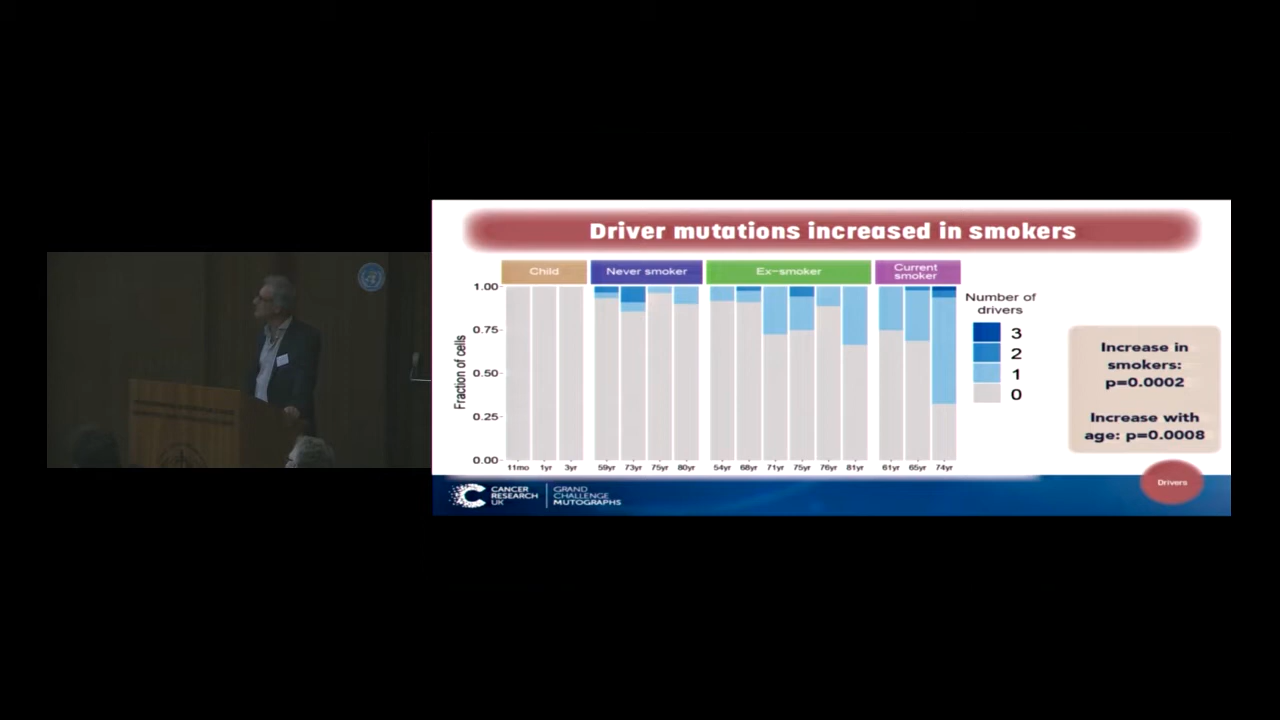 Driver mutations increased in smokers
Child
Never smoker
Ex-smoker
Current
smoker
1.00
0.75
0.50
0.25
0.00
Fraction of cells
11mo 1yr 3yr 59yr 73yr 75yr 80yr 54yr 68yr 71yr 75yr 76yr 81yr 61yr 65yr 74yr
Number of
drivers
3
2
1
0
Increase in
smokers:
p=0.0002
Increase with
age: p=0.0008
Drivers
CANCER
RESEARCH
UK
GRAND
CHALLENGE
MUTOGRAPHS